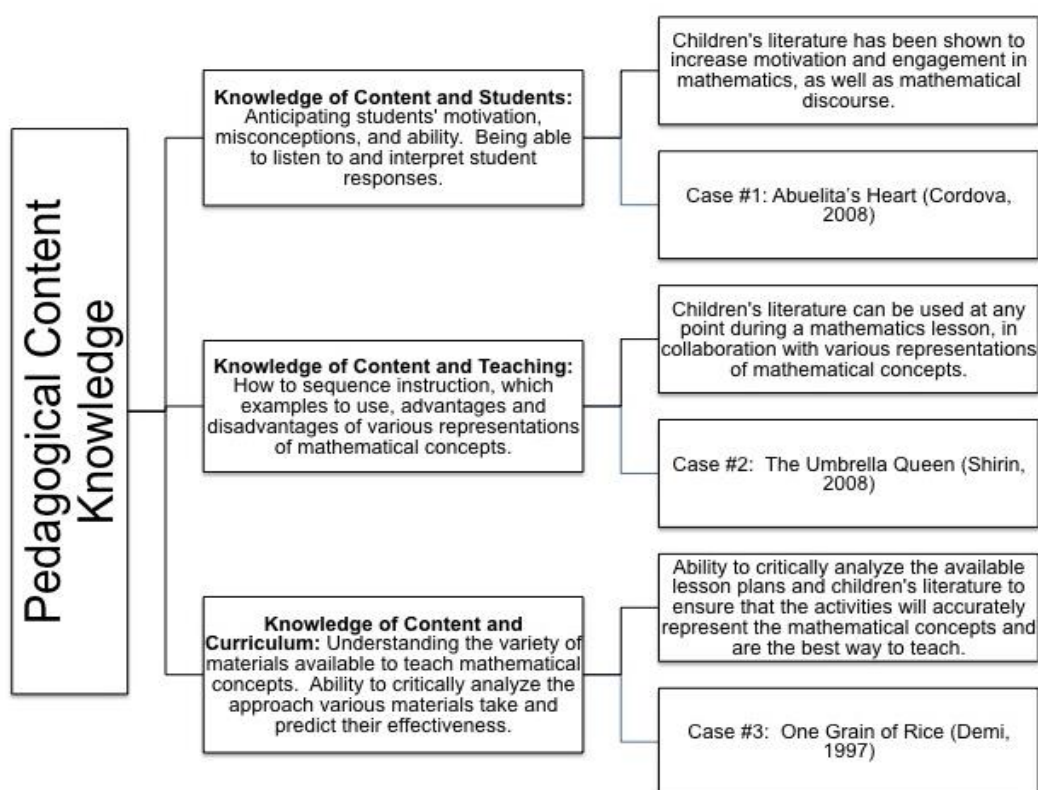 Pedagogical Content
Knowledge
Knowledge of Content and Students:
Anticipating students' motivation,
misconceptions, and ability.  Being able
to listen to and interpret student
responses.
Children's literature has been shown to
increase motivation and engagement in
mathematics, as well as mathematical
discourse.
Case #1: Abuelita’s Heart (Cordova,
2008)
Knowledge of Content and Teaching:
How to sequence instruction, which
examples to use, advantages and
disadvantages of various representations
of mathematical concepts.
Children's literature can be used at any
point during a mathematics lesson, in
collaboration with various representations
of mathematical concepts.
Case #2:  The Umbrella Queen (Shirin,
2008)
Knowledge of Content and
Curriculum: Understanding the variety of
materials available to teach mathematical
concepts.  Ability to critically analyze the
approach various materials take and
predict their effectiveness.
Ability to critically analyze the available
lesson plans and children's literature to
ensure that the activities will accurately
represent the mathematical concepts and
are the best way to teach.
Case #3:  One Grain of Rice (Demi,
1997)